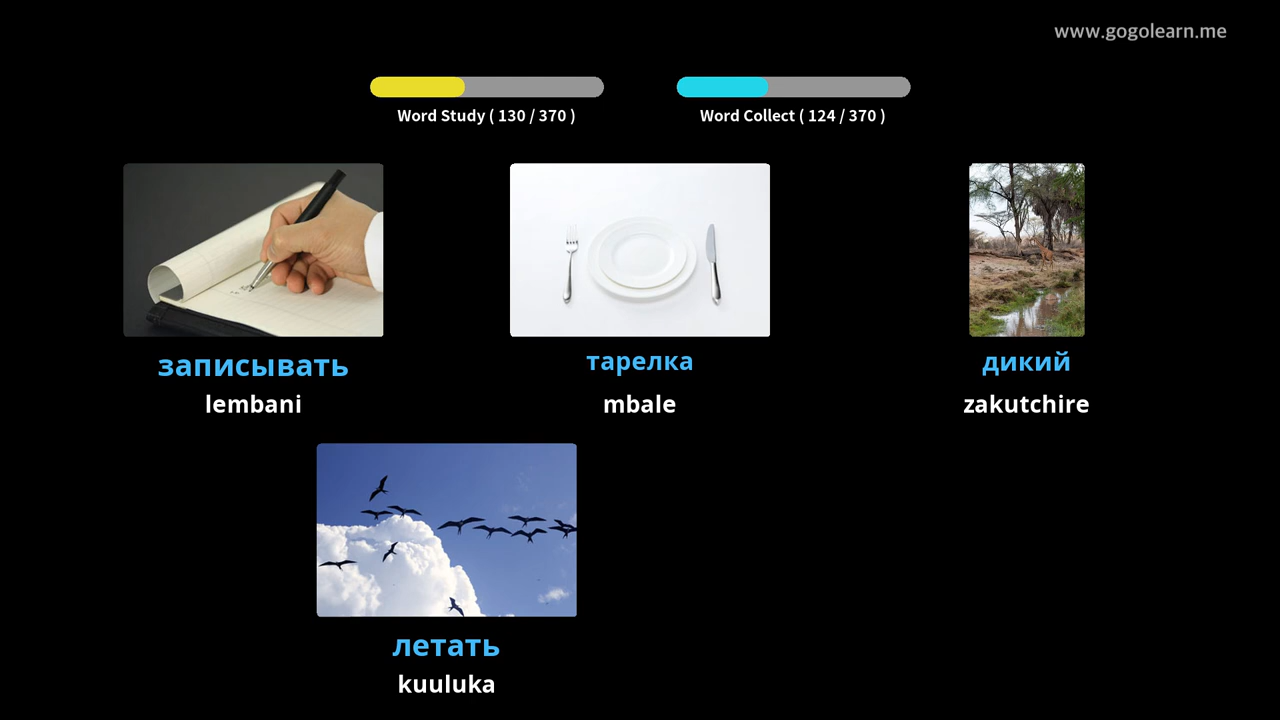 www.gogolearn.me
Word Study ( 130 / 370 )
Word Collect ( 124 / 370 )
записывать
lembani
тарелка
mbale
дикий
zakutchire
летать
kuuluka